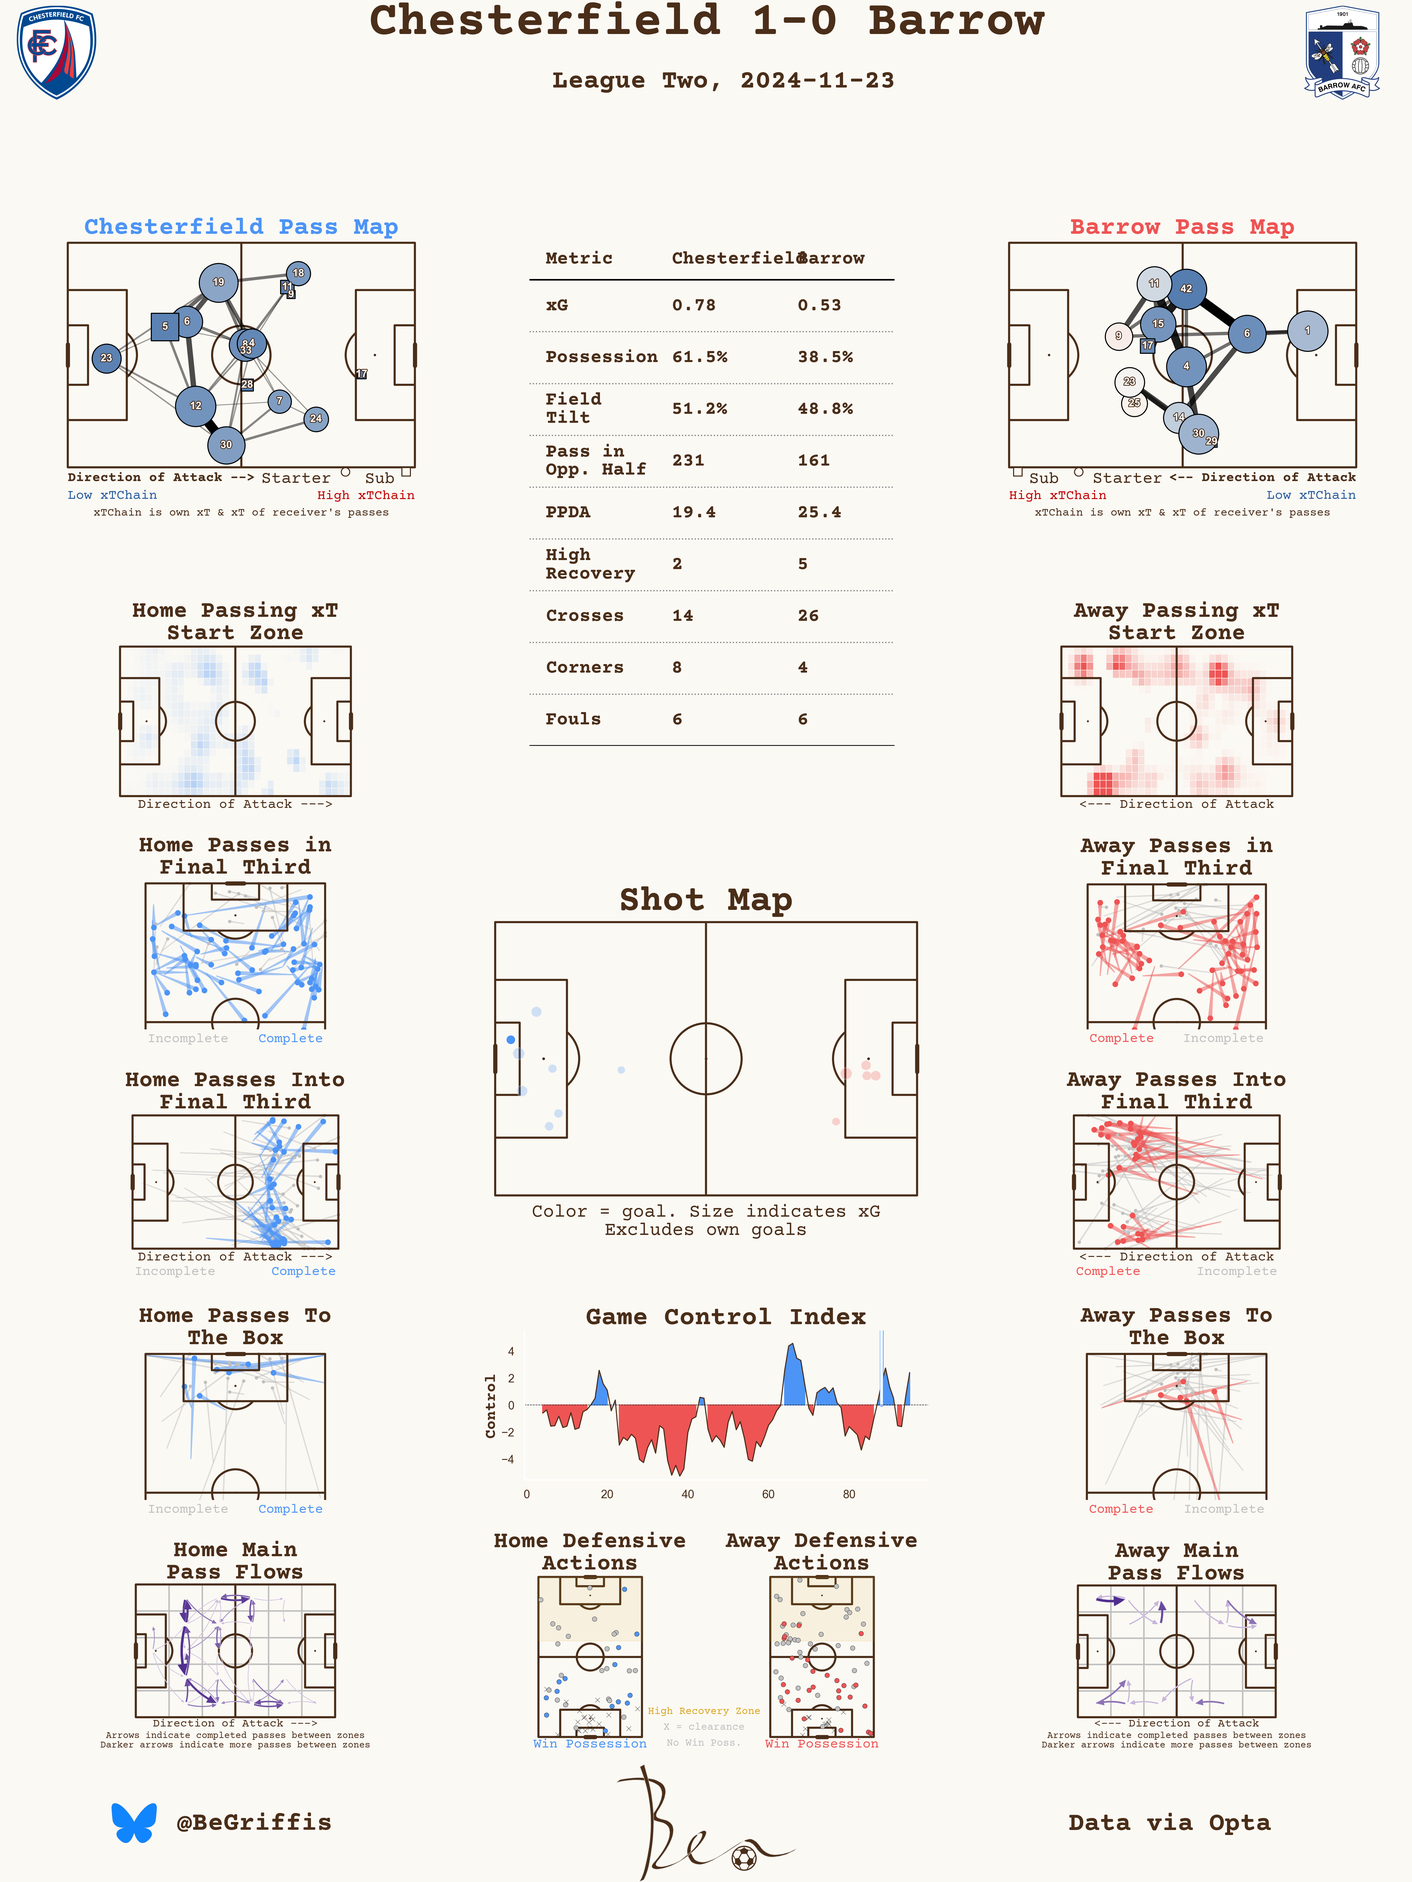 Chesterfield 1-0 Barrow
League Two, 2024-11-23
CHESTERFIELD FC
1901
BARROW AFC
Chesterfield Pass Map
19
18
11
9
5
6
8
4
33
23
28
17
7
12
24
30
Direction of Attack --> Starter Sub
Low xTChain High xTChain
xTChain is own xT & xT of receiver's passes
Metric Chesterfield Barrow
xG 0.78 0.53
Possession 61.5% 38.5%
Field
Tilt 51.2% 48.8%
Pass in
Opp. Half 231 161
PPDA 19.4 25.4
High
Recovery 2 5
Crosses 14 26
Corners 8 4
Fouls 6 6
Barrow Pass Map
11
42
15
9
17
6
1
4
23
25
14
30
29
Sub Starter <-- Direction of Attack
High xTChain Low xTChain
xTChain is own xT & xT of receiver's passes
Home Passing xT
Start Zone
Direction of Attack --->
Away Passing xT
Start Zone
<--- Direction of Attack
Home Passes in
Final Third
Incomplete Complete
Away Passes in
Final Third
Complete Incomplete
Shot Map
Color = goal. Size indicates xG
Excludes own goals
Home Passes Into
Final Third
Direction of Attack --->
Incomplete Complete
Away Passes Into
Final Third
<--- Direction of Attack
Complete Incomplete
Home Passes To
The Box
Incomplete Complete
Game Control Index
Control
4
2
0
−2
−4
0 20 40 60 80
Away Passes To
The Box
Complete Incomplete
Home Main
Pass Flows
Direction of Attack --->
Arrows indicate completed passes between zones
Darker arrows indicate more passes between zones
Home Defensive
Actions
Win Possession
Away Defensive
Actions
Win Possession
High Recovery Zone
X = clearance
No Win Poss.
Away Main
Pass Flows
<--- Direction of Attack
Arrows indicate completed passes between zones
Darker arrows indicate more passes between zones
@BeGriffis
Ben
Data via Opta